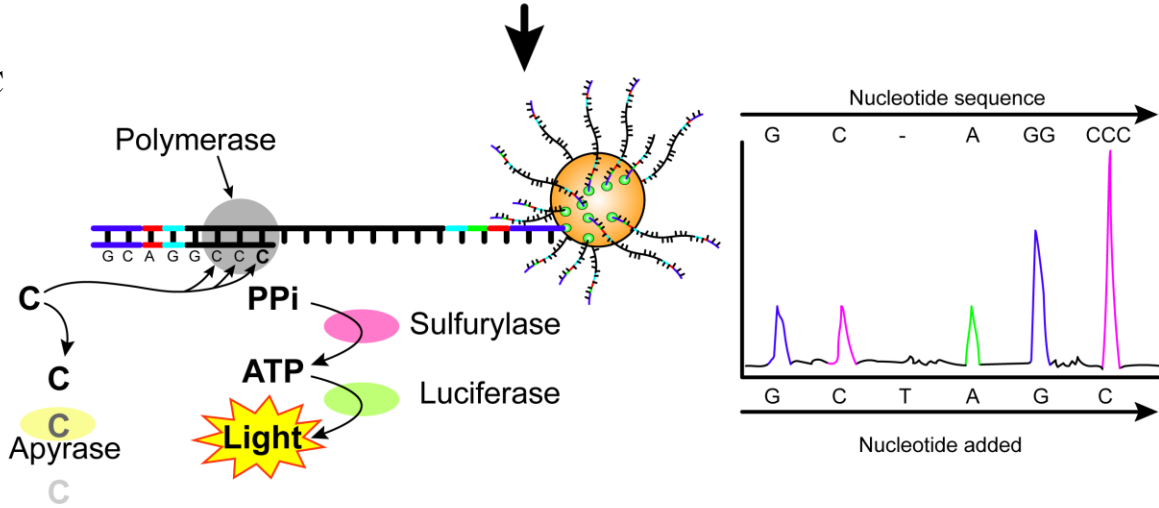 Polymerase
G C A G G C C C
C
PPi
Sulfurylase
ATP
C
Luciferase
C
Light
Apyrase
C
Nucleotide sequence
G C - A GG CCC
G C T A G C
Nucleotide added